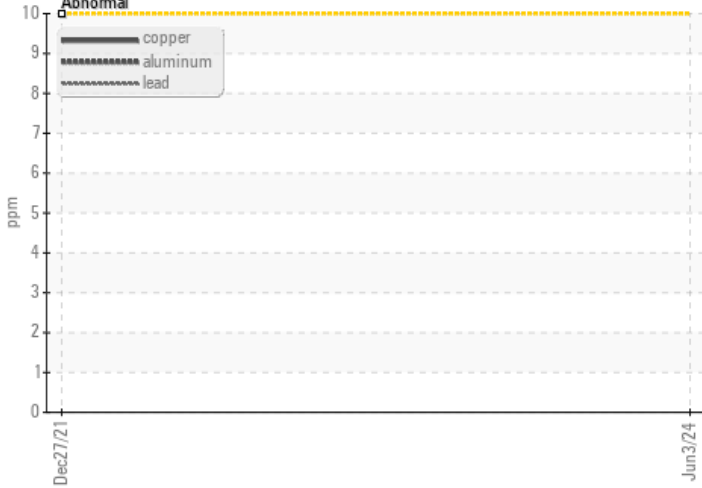 Abnormal
10
copper
9
aluminum
lead
8
7
6
ppm
5
4
3
2
1
0
Dec27/21
Jun3/24